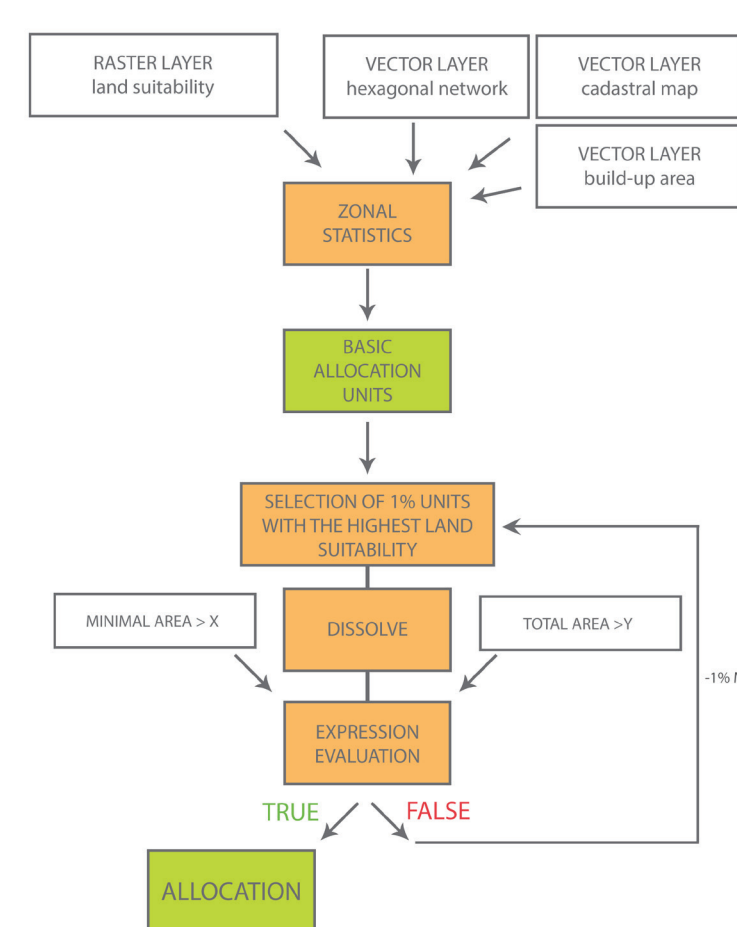 RASTER LAYER
land suitability
VECTOR LAYER
hexagonal network
VECTOR LAYER
cadastral map
VECTOR LAYER
build-up area
ZONAL
STATISTICS
BASIC
ALLOCATION
UNITS
SELECTION OF 1% UNITS
WITH THE HIGHEST LAND
SUITABILITY
MINIMAL AREA > X
DISSOLVE
TOTAL AREA >Y
-1%
EXPRESSION
EVALUATION
TRUE
FALSE
ALLOCATION